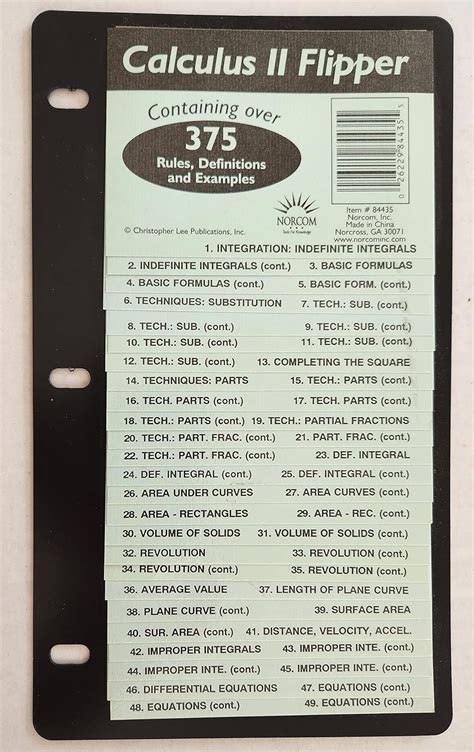 Calculus II Flipper
Containing over
375
Rules, Definitions
and Examples
0 26229 84435 5
NORCOM
Item # 84435
Norcom, Inc.
Made in China
Norcross, GA 30071
www.norcominc.com
© Christopher Lee Publications, Inc.
1. INTEGRATION: INDEFINITE INTEGRALS
2. INDEFINITE INTEGRALS (cont.) 3. BASIC FORMULAS
4. BASIC FORMULAS (cont.) 5. BASIC FORM. (cont.)
6. TECHNIQUES: SUBSTITUTION 7. TECH.: SUB. (cont.)
8. TECH.: SUB. (cont.) 9. TECH.: SUB. (cont.)
10. TECH.: SUB. (cont.) 11. TECH.: SUB. (cont.)
12. TECH.: SUB. (cont.) 13. COMPLETING THE SQUARE
14. TECHNIQUES: PARTS 15. TECH.: PARTS (cont.)
16. TECH. PARTS (cont.) 17. TECH. PARTS (cont.)
18. TECH.: PARTS (cont.) 19. TECH.: PARTIAL FRACTIONS
20. TECH.: PART. FRAC. (cont.) 21. PART. FRAC. (cont.)
22. TECH.: PART. FRAC. (cont.) 23. DEF. INTEGRAL
24. DEF. INTEGRAL (cont.) 25. DEF. INTEGRAL (cont.)
26. AREA UNDER CURVES 27. AREA CURVES (cont.)
28. AREA - RECTANGLES 29. AREA - REC. (cont.)
30. VOLUME OF SOLIDS 31. VOLUME OF SOLIDS (cont.)
32. REVOLUTION 33. REVOLUTION (cont.)
34. REVOLUTION (cont.) 35. REVOLUTION (cont.)
36. AVERAGE VALUE 37. LENGTH OF PLANE CURVE
38. PLANE CURVE (cont.) 39. SURFACE AREA
40. SUR. AREA (cont.) 41. DISTANCE, VELOCITY, ACCEL.
42. IMPROPER INTEGRALS 43. IMPROPER INTE. (cont.)
44. IMPROPER INTE. (cont.) 45. IMPROPER INTE. (cont.)
46. DIFFERENTIAL EQUATIONS 47. EQUATIONS (cont.)
48. EQUATIONS (cont.) 49. EQUATIONS (cont.)